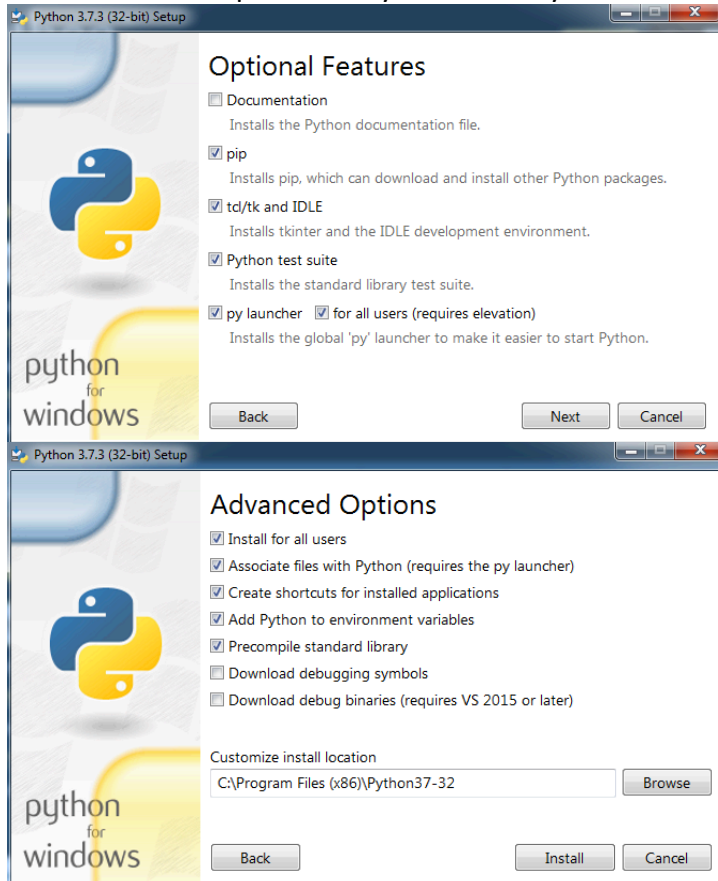 Python 3.7.3 (32-bit) Setup
Optional Features
Documentation
Installs the Python documentation file.
pip
Installs pip, which can download and install other Python packages.
tcl/tk and IDLE
Installs tkinter and the IDLE development environment.
Python test suite
Installs the standard library test suite.
py launcher for all users (requires elevation)
Installs the global 'py' launcher to make it easier to start Python.
python
for
windows
Back Next Cancel
Python 3.7.3 (32-bit) Setup
Advanced Options
Install for all users
Associate files with Python (requires the py launcher)
Create shortcuts for installed applications
Add Python to environment variables
Precompile standard library
Download debugging symbols
Download debug binaries (requires VS 2015 or later)
Customize install location
C:\Program Files (x86)\Python37-32 Browse
python
for
windows
Back Install Cancel